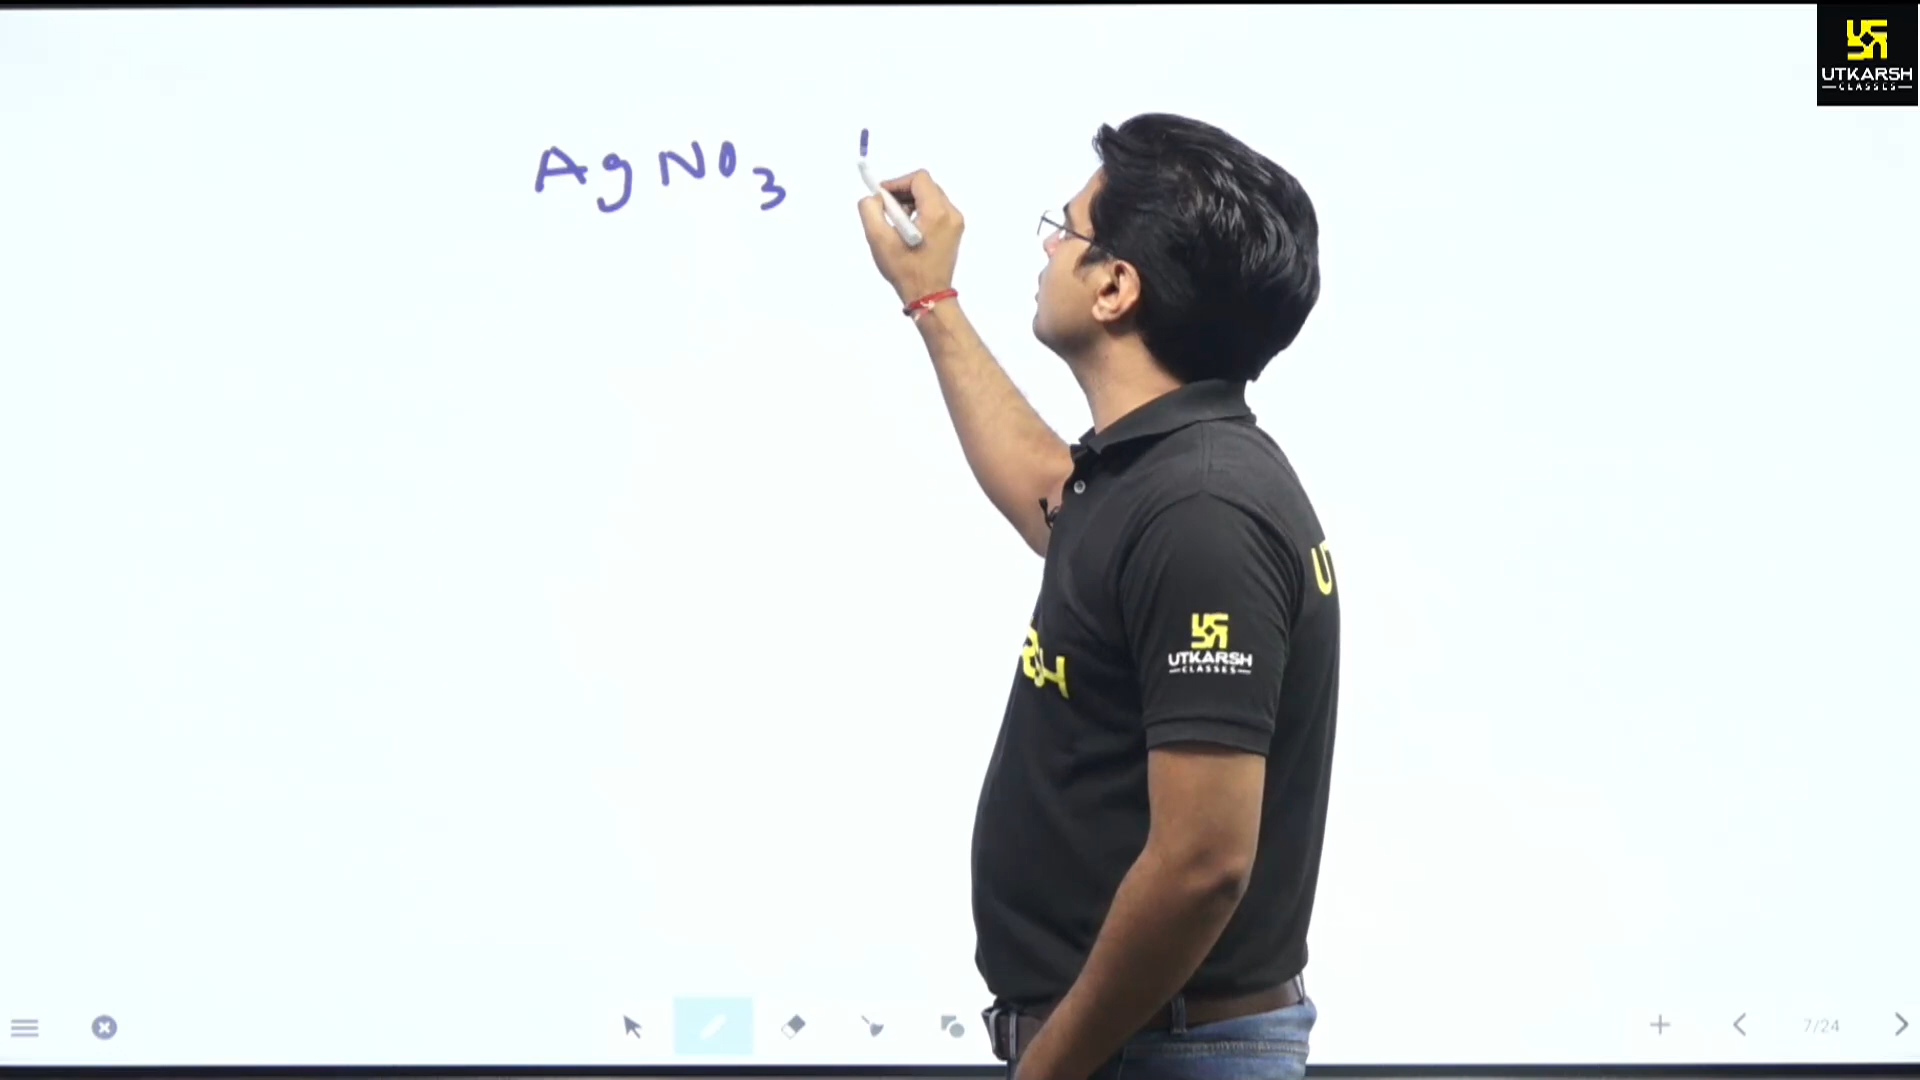 UTKARSH
CLASSES
AgNO3
UTKARSH
CLASSES
7/24